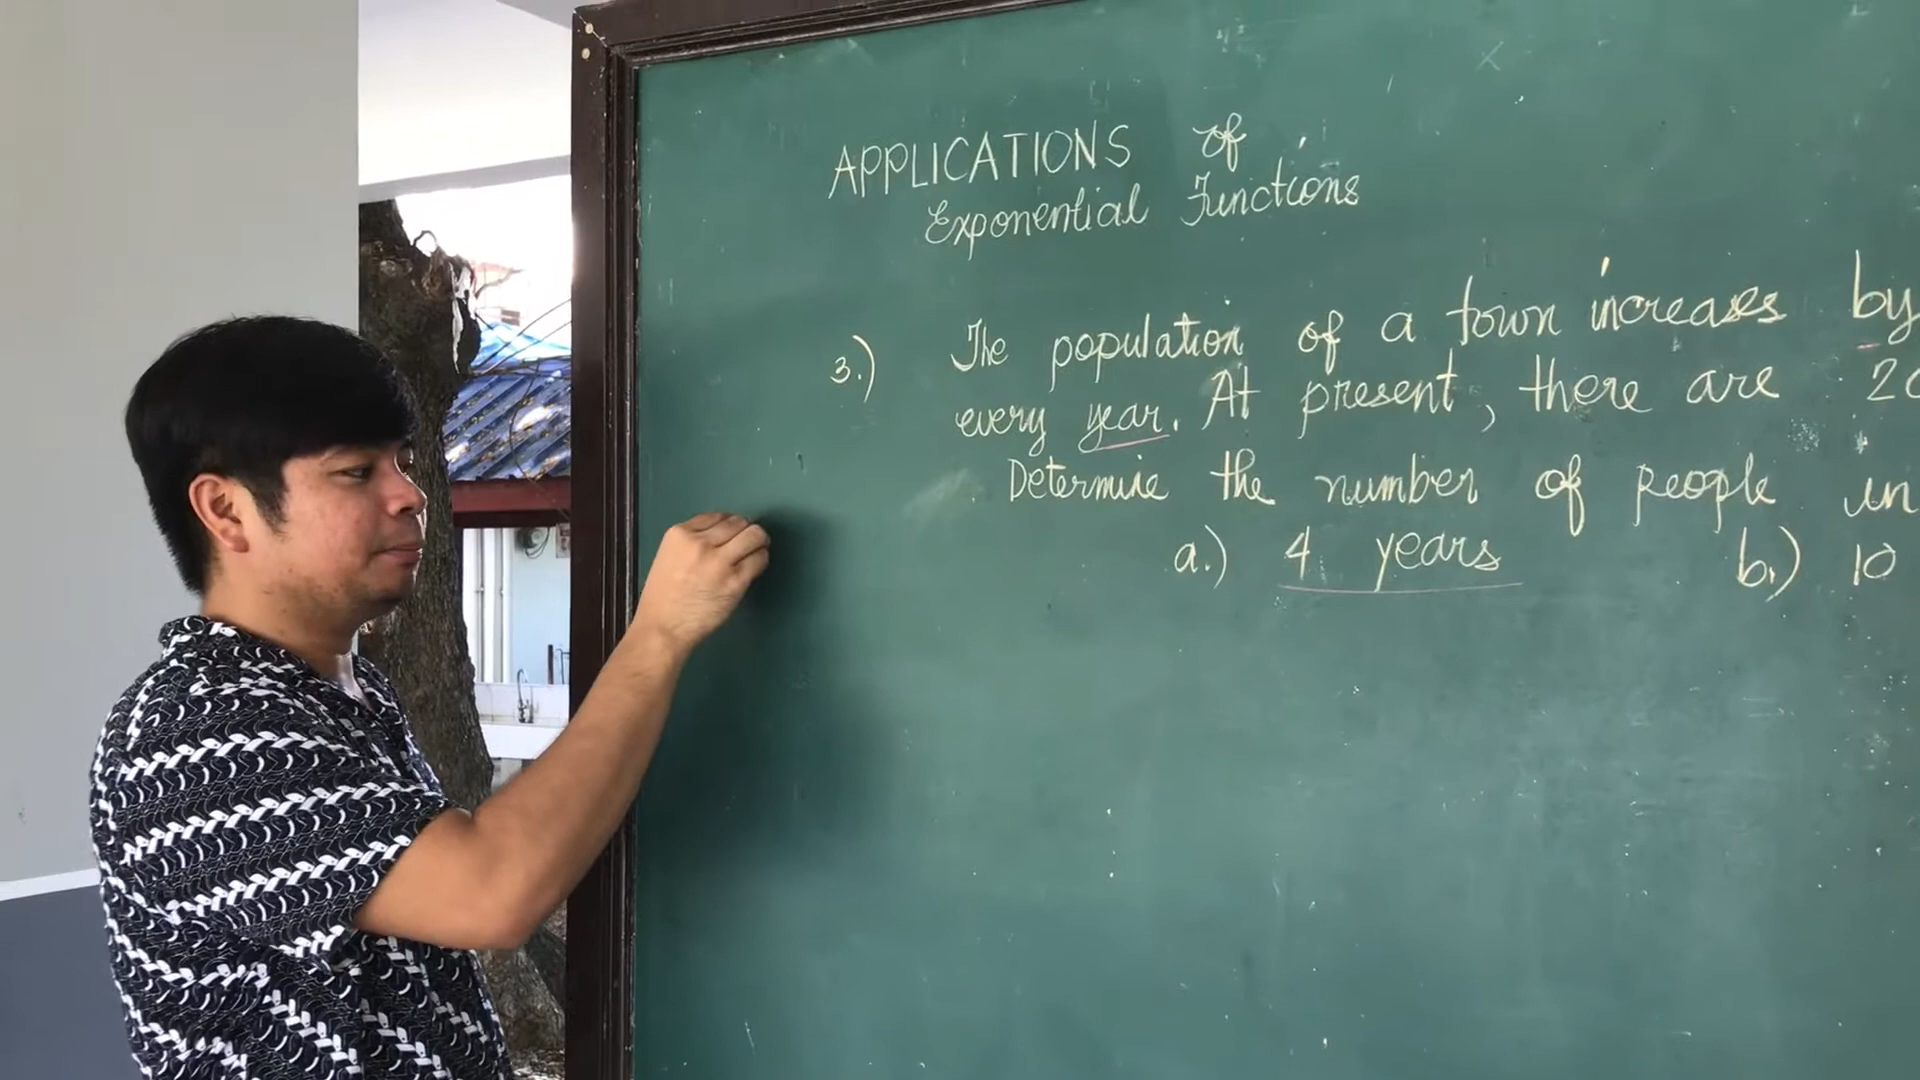 APPLICATIONS of
Exponential Functions
3.) The population of a town increases by
every year. At present, there are 20
Determine the number of people in
a.) 4 years b.) 10